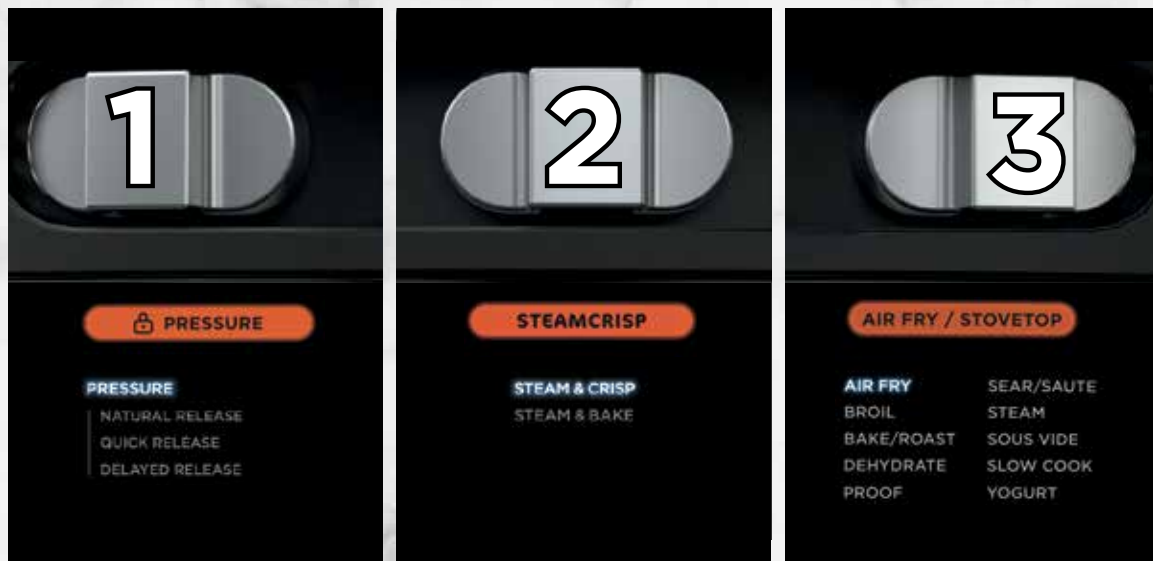 1
PRESSURE
PRESSURE
NATURAL RELEASE
QUICK RELEASE
DELAYED RELEASE
2
STEAMCRISP
STEAM & CRISP
STEAM & BAKE
3
AIR FRY / STOVETOP
AIR FRY
BROIL
BAKE/ROAST
DEHYDRATE
PROOF
SEAR/SAUTE
STEAM
SOUS VIDE
SLOW COOK
YOGURT